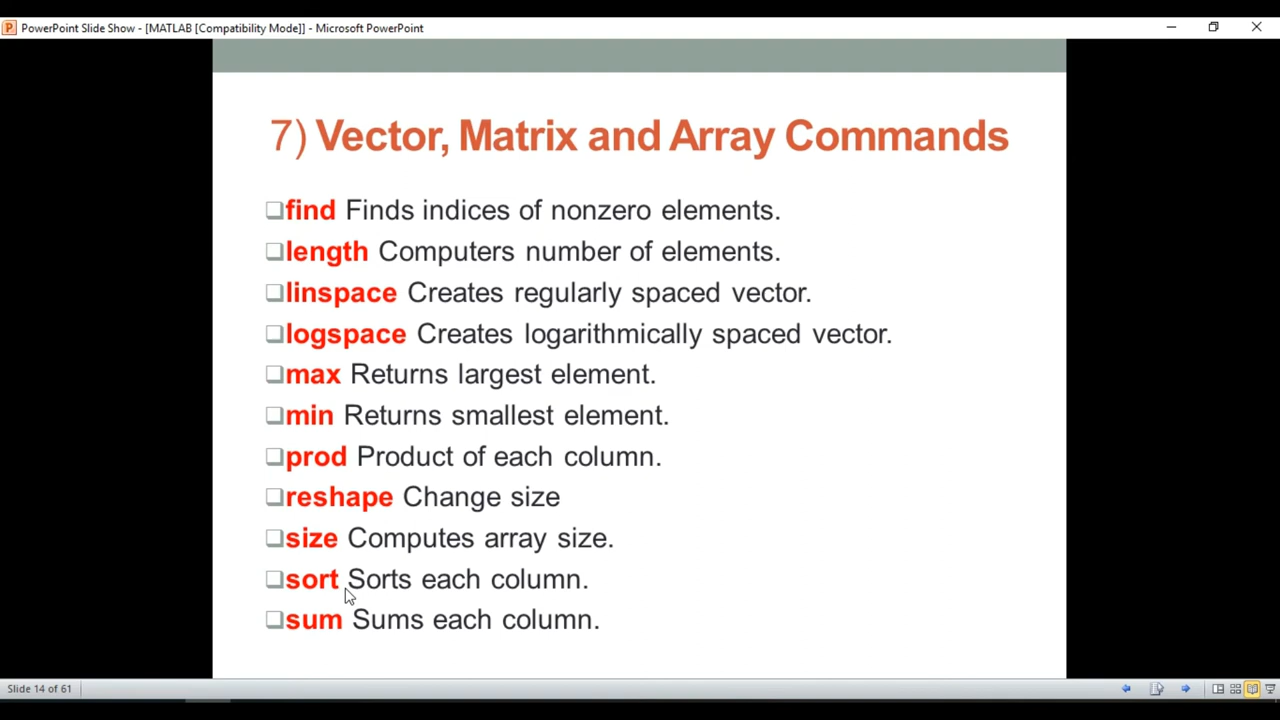 PowerPoint Slide Show - [MATLAB [Compatibility Mode]] - Microsoft PowerPoint
7) Vector, Matrix and Array Commands
find Finds indices of nonzero elements.
length Computers number of elements.
linspace Creates regularly spaced vector.
logspace Creates logarithmically spaced vector.
max Returns largest element.
min Returns smallest element.
prod Product of each column.
reshape Change size
size Computes array size.
sort Sorts each column.
sum Sums each column.
Slide 14 of 61